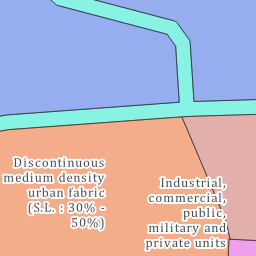 Discontinuous
medium density
urban fabric
(S.L. : 30% -
50%)
Industrial,
commercial,
public,
military and
private units